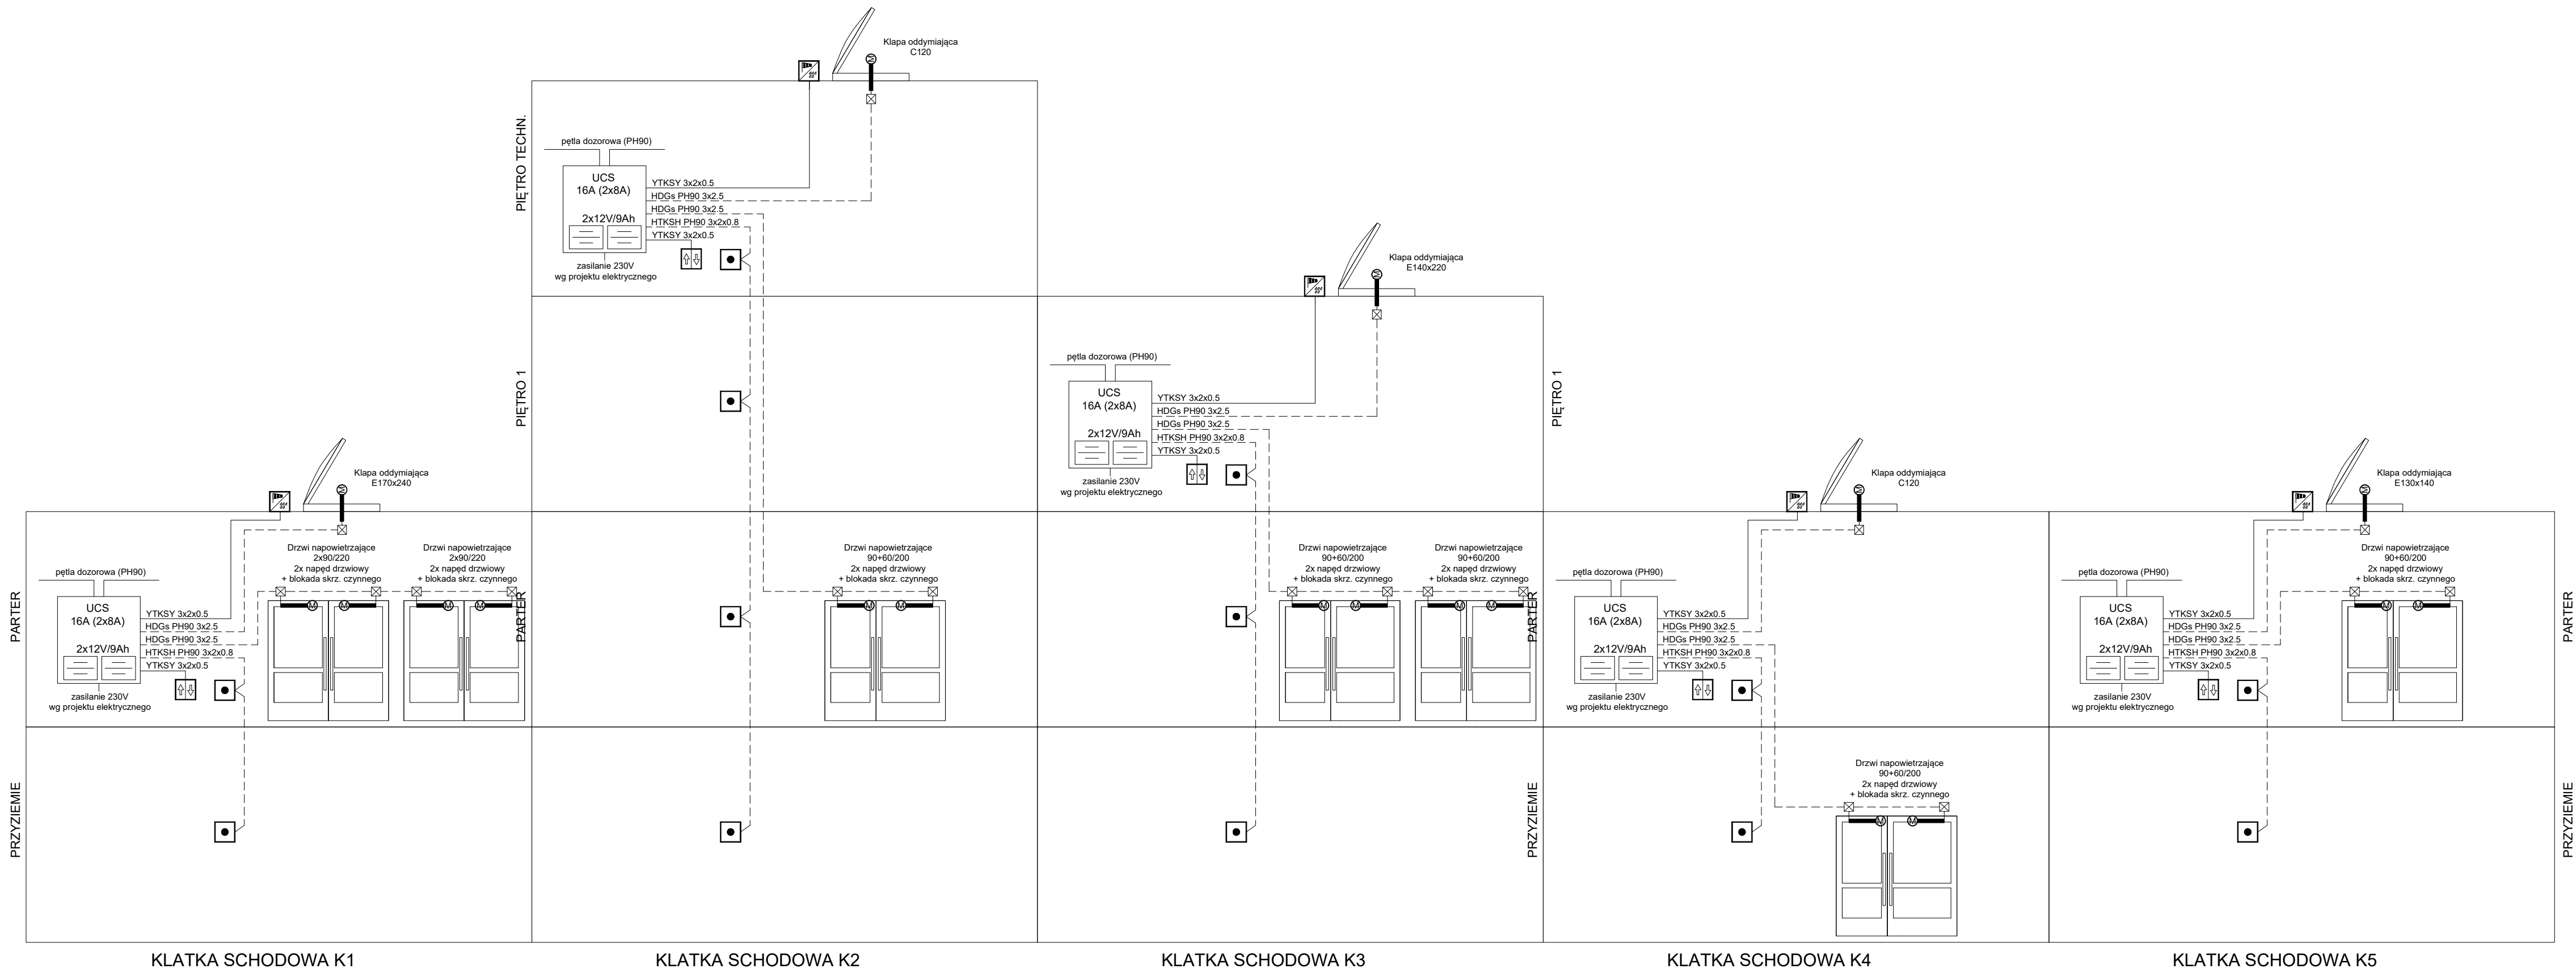 Klapa oddymiająca
C120
PIĘTRO TECHN.
pętla dozorowa (PH90)
UCS
16A (2x8A)
2x12V/9Ah
YTKSY 3x2x0.5
HDGs PH90 3x2.5
HDGs PH90 3x2.5
HTKSH PH90 3x2x0.8
YTKSY 3x2x0.5
zasilanie 230V
wg projektu elektrycznego
Klapa oddymiająca
E140x220
PIĘTRO 1
pętla dozorowa (PH90)
UCS
16A (2x8A)
2x12V/9Ah
YTKSY 3x2x0.5
HDGs PH90 3x2.5
HDGs PH90 3x2.5
HTKSH PH90 3x2x0.8
YTKSY 3x2x0.5
zasilanie 230V
wg projektu elektrycznego
PIĘTRO 1
Klapa oddymiająca
E170x240
PARTER
pętla dozorowa (PH90)
UCS
16A (2x8A)
2x12V/9Ah
YTKSY 3x2x0.5
HDGs PH90 3x2.5
HDGs PH90 3x2.5
HTKSH PH90 3x2x0.8
YTKSY 3x2x0.5
zasilanie 230V
wg projektu elektrycznego
Drzwi napowietrzające
2x90/220
2x napęd drzwiowy
+ blokada skrz. czynnego
Drzwi napowietrzające
2x90/220
2x napęd drzwiowy
+ blokada skrz. czynnego
PARTER
Drzwi napowietrzające
90+60/200
2x napęd drzwiowy
+ blokada skrz. czynnego
Drzwi napowietrzające
90+60/200
2x napęd drzwiowy
+ blokada skrz. czynnego
Drzwi napowietrzające
90+60/200
2x napęd drzwiowy
+ blokada skrz. czynnego
PARTER
Klapa oddymiająca
C120
pętla dozorowa (PH90)
UCS
16A (2x8A)
2x12V/9Ah
YTKSY 3x2x0.5
HDGs PH90 3x2.5
HDGs PH90 3x2.5
HTKSH PH90 3x2x0.8
YTKSY 3x2x0.5
zasilanie 230V
wg projektu elektrycznego
Klapa oddymiająca
E130x140
pętla dozorowa (PH90)
UCS
16A (2x8A)
2x12V/9Ah
YTKSY 3x2x0.5
HDGs PH90 3x2.5
HDGs PH90 3x2.5
HTKSH PH90 3x2x0.8
YTKSY 3x2x0.5
zasilanie 230V
wg projektu elektrycznego
Drzwi napowietrzające
90+60/200
2x napęd drzwiowy
+ blokada skrz. czynnego
PARTER
PRZYZIEMIE
PRZYZIEMIE
Drzwi napowietrzające
90+60/200
2x napęd drzwiowy
+ blokada skrz. czynnego
PRZYZIEMIE
KLATKA SCHODOWA K1
KLATKA SCHODOWA K2
KLATKA SCHODOWA K3
KLATKA SCHODOWA K4
KLATKA SCHODOWA K5